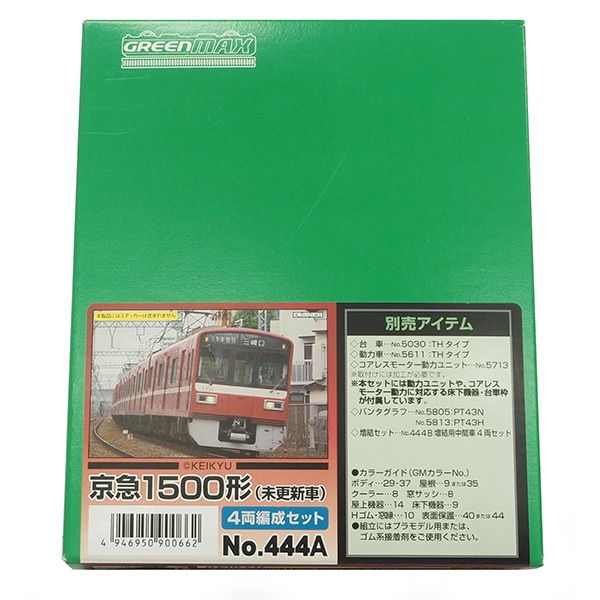 GREENMAX
本製品にはステッカーは含まれません
三崎口
©KEIKYU
京急1500形(未更新車)
4両編成セット
4 946950 900662
No.444A
別売アイテム
◇台 車…No.5030:THタイプ
◇動力車…No.5611:THタイプ
◇コアレスモーター動力ユニット…No.5713
※取付けには加工が必要です。
※本セットには動力ユニットや、コアレス
モーター動力に対応する床下機器・台車枠
が付属しています。
◇パンタグラフ…No.5805:PT43N
No.5813:PT43H
◇増結セット…No.444B 増結用中間車4両セット
●カラーガイド(GMカラーNo.)
ボディ…29・37 屋根…9または35
クーラー…8 窓サッシ…8
屋上機器…14 床下機器…9
Hゴム・窓縁…10 表面保護…40または44
●組立にはプラモデル用または、
ゴム系接着剤をご使用ください。